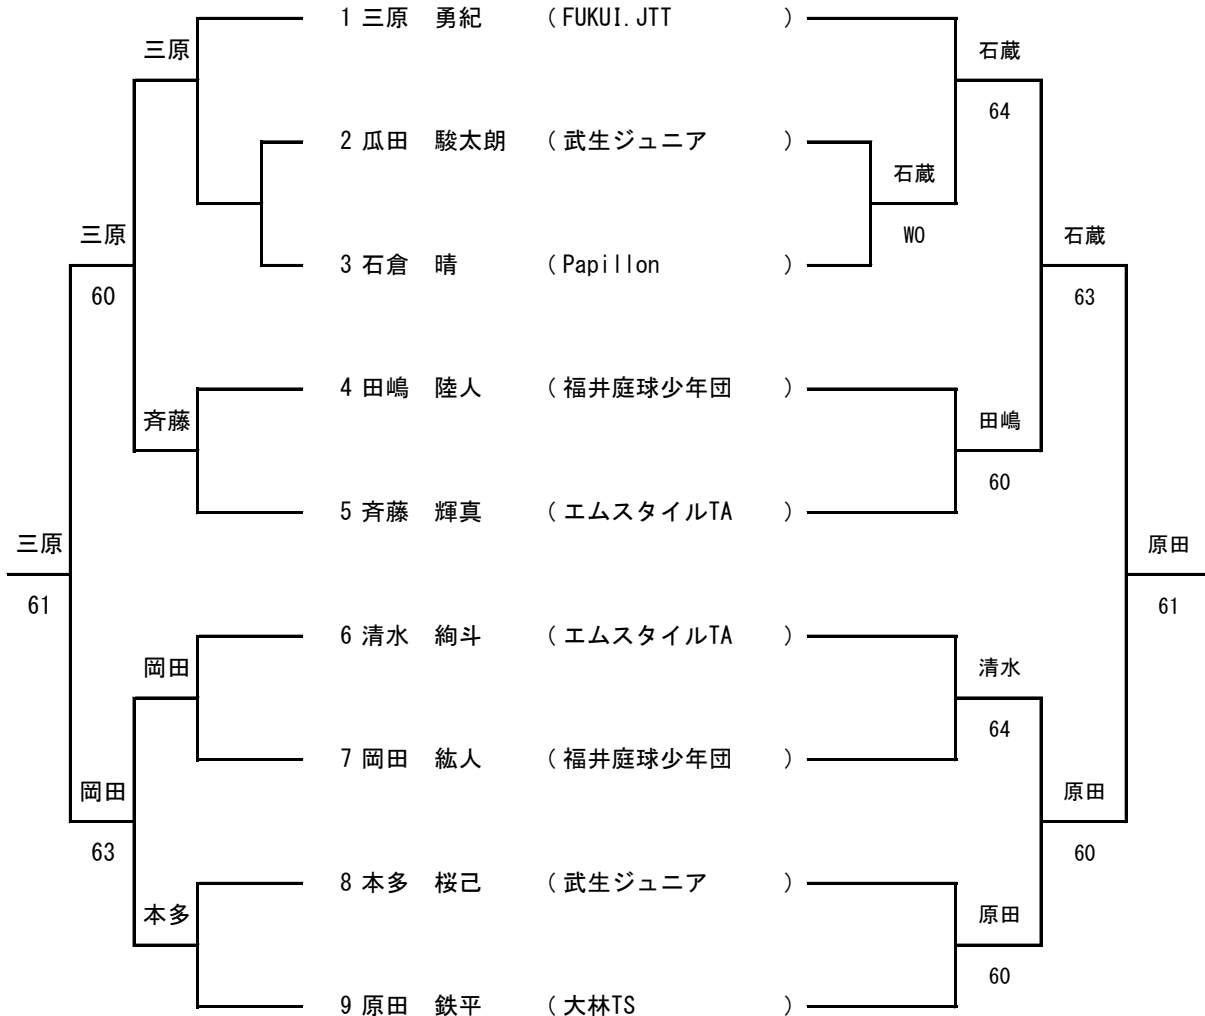 1 三原 勇紀 (FUKUI.JTT )
三原
石蔵
64
2 瓜田 駿太朗 (武生ジュニア )
石蔵
三原
WO
石蔵
3 石倉 晴 (Papillon )
60
63
4 田嶋 陸人 (福井庭球少年団 )
斉藤
田嶋
60
5 斉藤 輝真 (エムスタイルTA )
三原
原田
61
61
6 清水 絢斗 (エムスタイルTA )
岡田
清水
64
7 岡田 紘人 (福井庭球少年団 )
岡田
原田
63
60
8 本多 桜己 (武生ジュニア )
本多
原田
60
9 原田 鉄平 (大林TS )